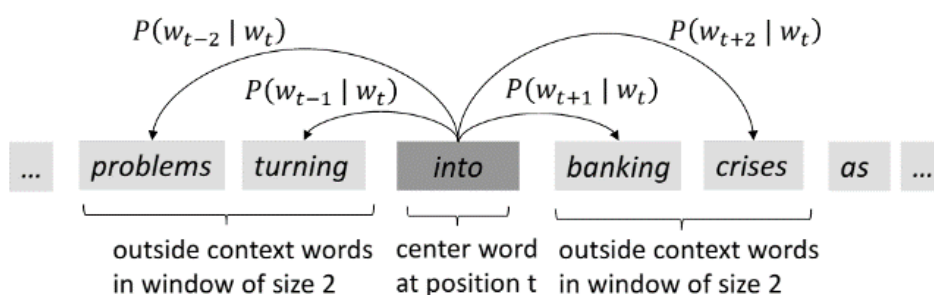 P(w_{t-2} | w_t) P(w_{t+2} | w_t)
P(w_{t-1} | w_t) P(w_{t+1} | w_t)
... problems turning into banking crises as ...
outside context words center word outside context words
in window of size 2 at position t in window of size 2